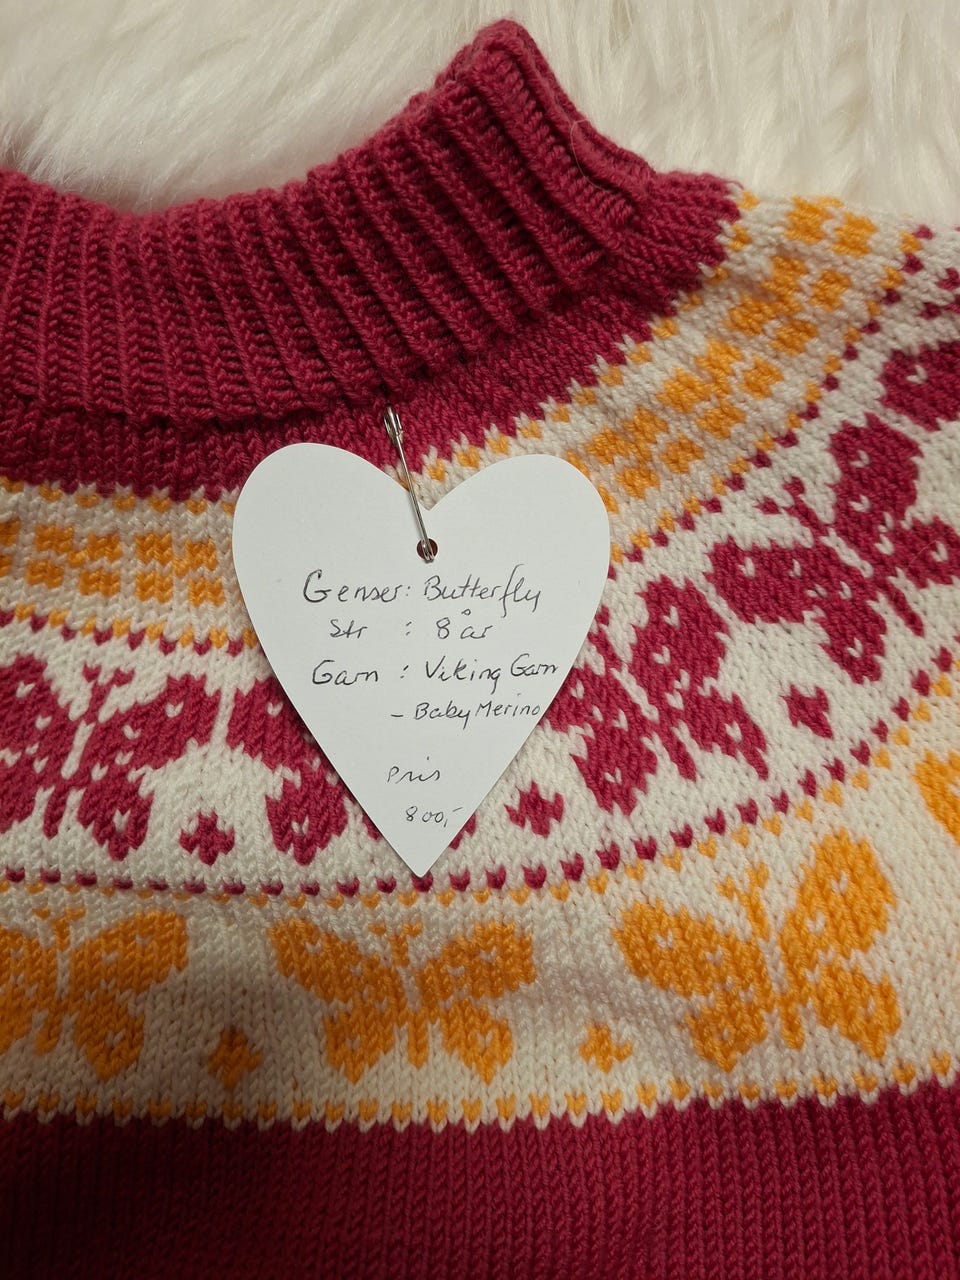 Genser: Butterfly
Str : 8 år
Garn : Viking Garn
- Baby Merino
Pris
800,-